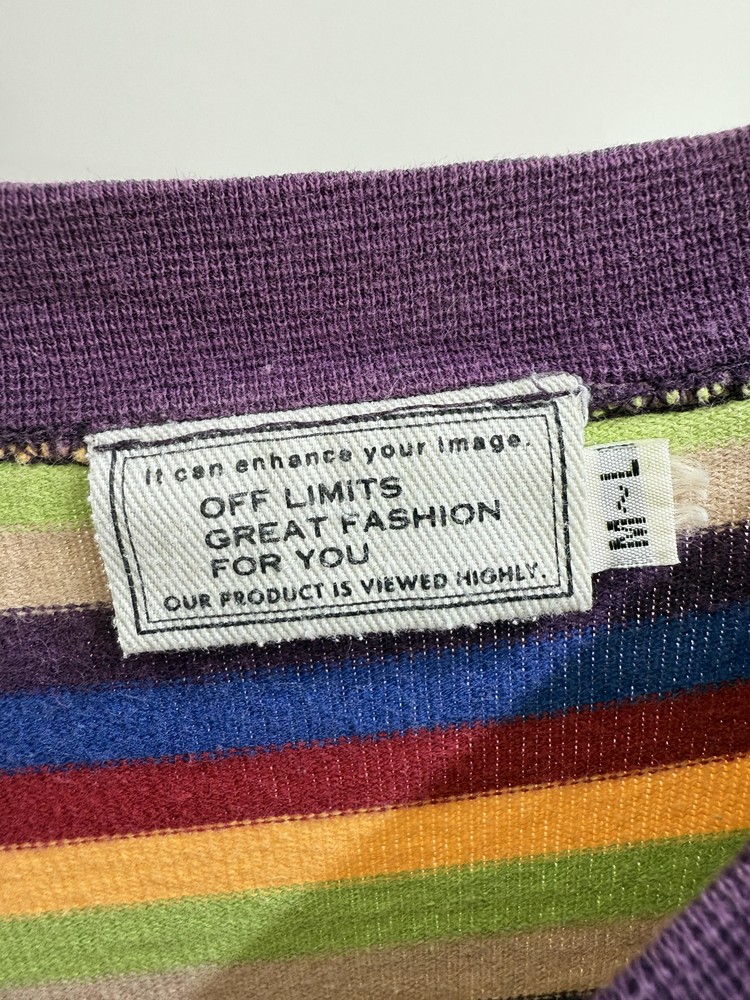 It can enhance your image.
OFF LIMITS
GREAT FASHION
FOR YOU
OUR PRODUCT IS VIEWED HIGHLY.
M~L